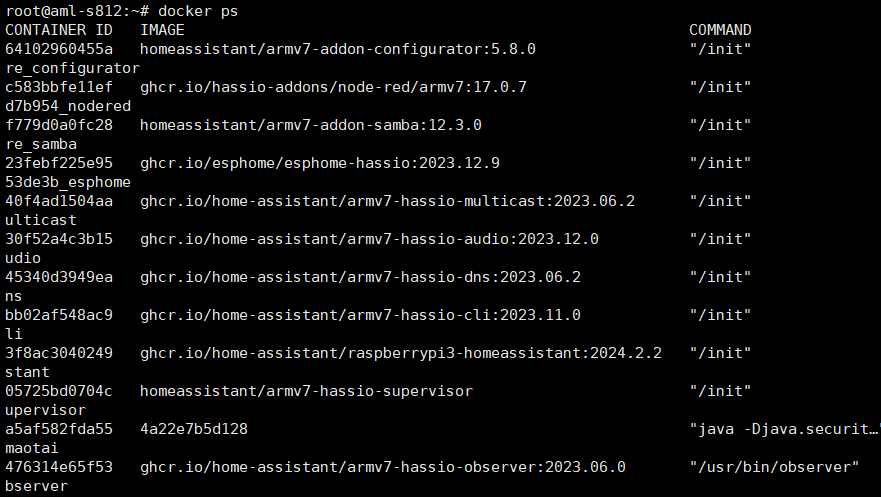 root@aml-s812:~# docker ps
CONTAINER ID   IMAGE                                                        COMMAND
64102960455a   homeassistant/armv7-addon-configurator:5.8.0                 "/init"
re_configurator
c583bbfe11ef   ghcr.io/hassio-addons/node-red/armv7:17.0.7                  "/init"
d7b954_nodered
f779d0a0fc28   homeassistant/armv7-addon-samba:12.3.0                       "/init"
re_samba
23febf225e95   ghcr.io/esphome/esphome-hassio:2023.12.9                     "/init"
53de3b_esphome
40f4ad1504aa   ghcr.io/home-assistant/armv7-hassio-multicast:2023.06.2      "/init"
ulticast
30f52a4c3b15   ghcr.io/home-assistant/armv7-hassio-audio:2023.12.0          "/init"
udio
45340d3949ea   ghcr.io/home-assistant/armv7-hassio-dns:2023.06.2            "/init"
ns
bb02af548ac9   ghcr.io/home-assistant/armv7-hassio-cli:2023.11.0            "/init"
li
3f8ac3040249   ghcr.io/home-assistant/raspberrypi3-homeassistant:2024.2.2   "/init"
stant
05725bd0704c   homeassistant/armv7-hassio-supervisor                        "/init"
upervisor
a5af582fda55   4a22e7b5d128                                                 "java -Djava.securit…"
maotai
476314e65f53   ghcr.io/home-assistant/armv7-hassio-observer:2023.06.0       "/usr/bin/observer"
bserver